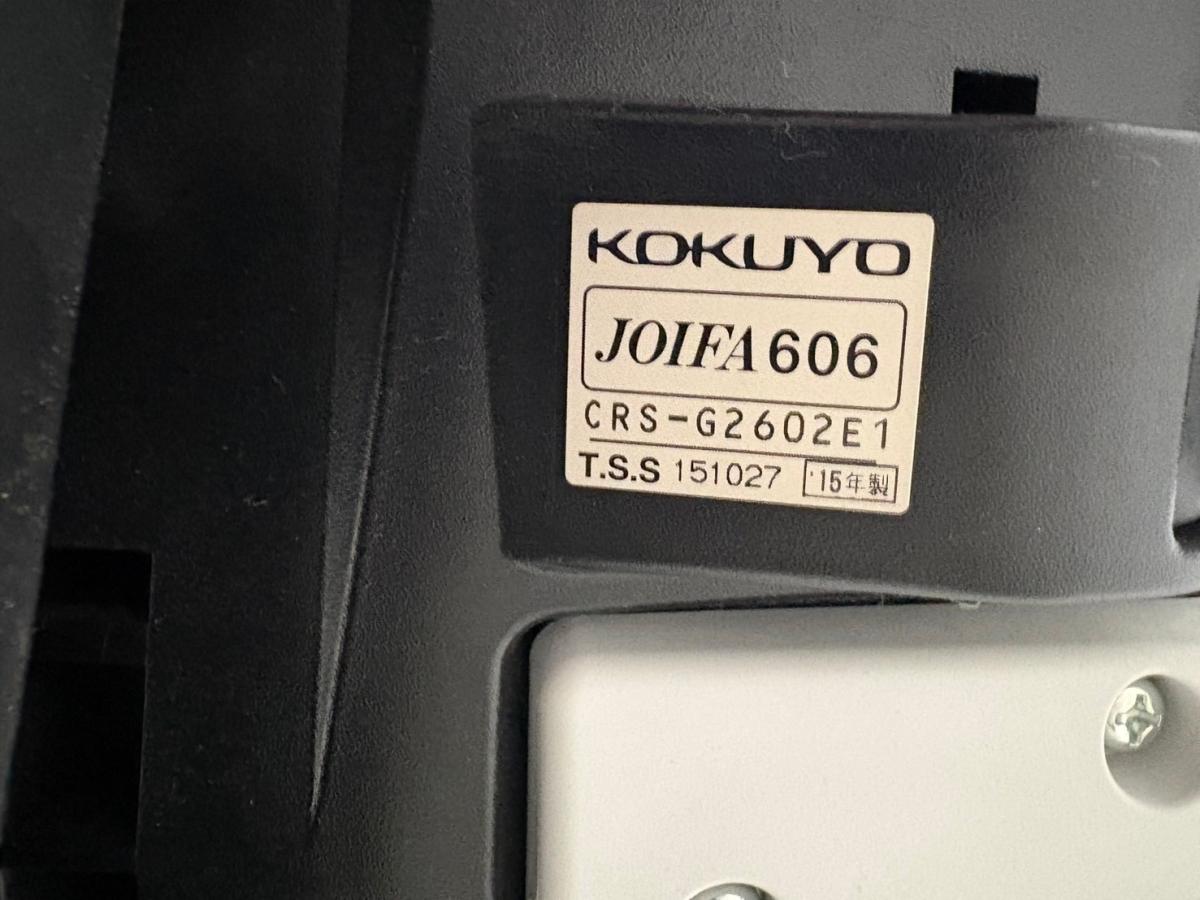 KOKUYO
JOIFA 606
CRS-G2602E1
T.S.S 151027 '15年製